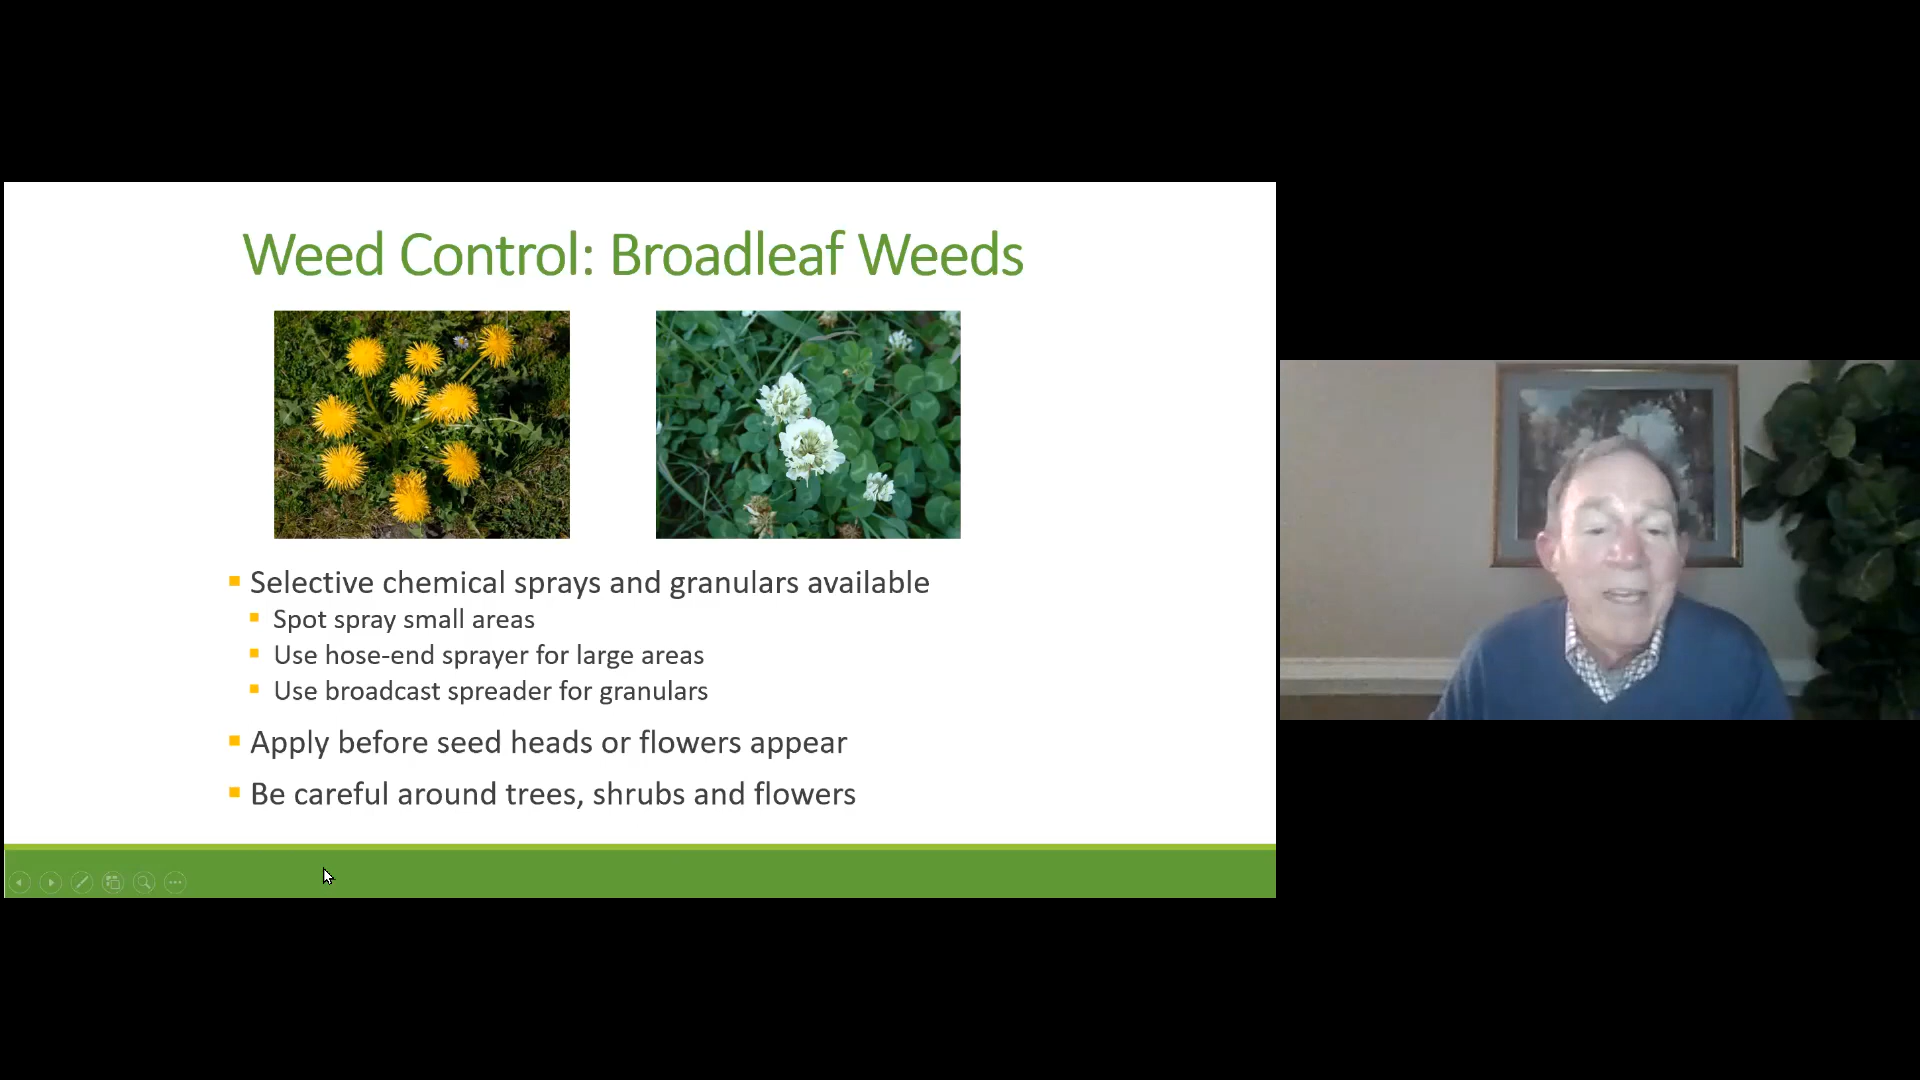 Weed Control: Broadleaf Weeds
Selective chemical sprays and granulars available
Spot spray small areas
Use hose-end sprayer for large areas
Use broadcast spreader for granulars
Apply before seed heads or flowers appear
Be careful around trees, shrubs and flowers